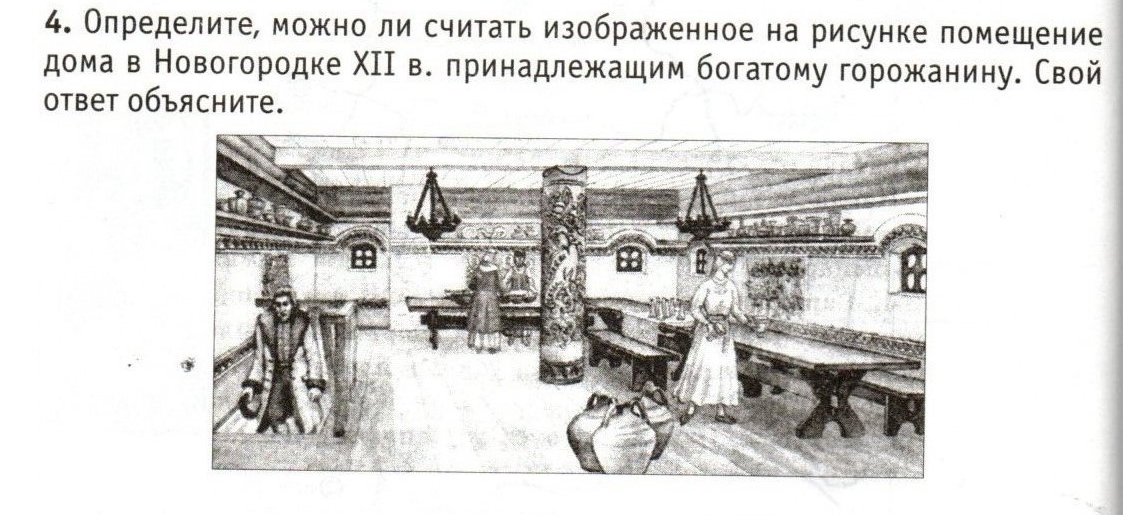 4. Определите, можно ли считать изображенное на рисунке помещение
дома в Новогородке XII в. принадлежащим богатому горожанину. Свой
ответ объясните.